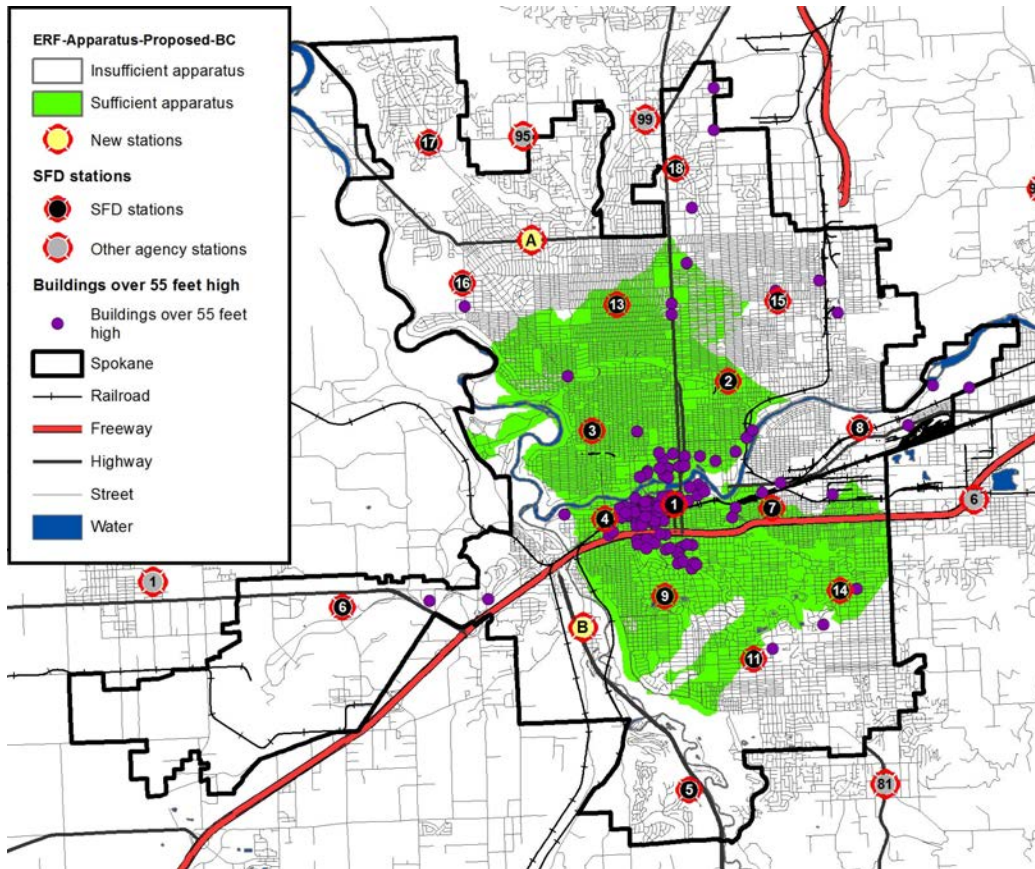 ERF-Apparatus-Proposed-BC
Insufficient apparatus
Sufficient apparatus
New stations
SFD stations
SFD stations
Other agency stations
Buildings over 55 feet high
Buildings over 55 feet
high
Spokane
Railroad
Freeway
Highway
Street
Water
99
95
17
18
A
16
13
15
2
3
8
6
1
7
4
1
14
9
6
B
11
81
5